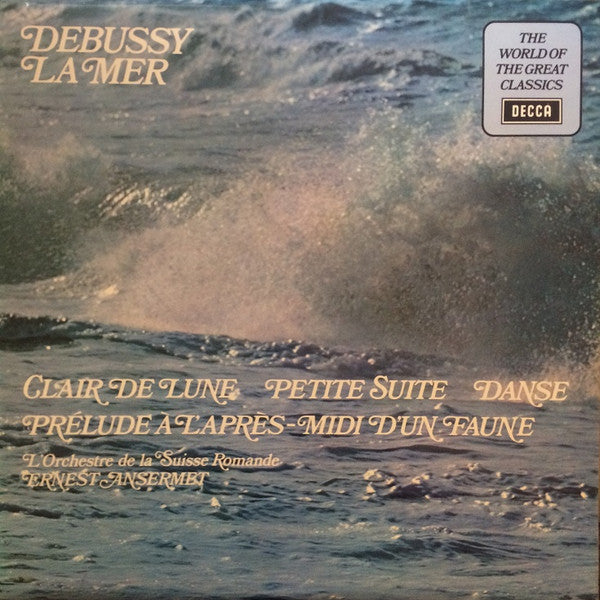 DEBUSSY
LA MER
THE
WORLD OF
THE GREAT
CLASSICS
DECCA
CLAIR DE LUNE PETITE SUITE DANSE
PRÉLUDE A L'APRÈS-MIDI D'UN FAUNE
L'Orchestre de la Suisse Romande
ERNEST ANSERMET